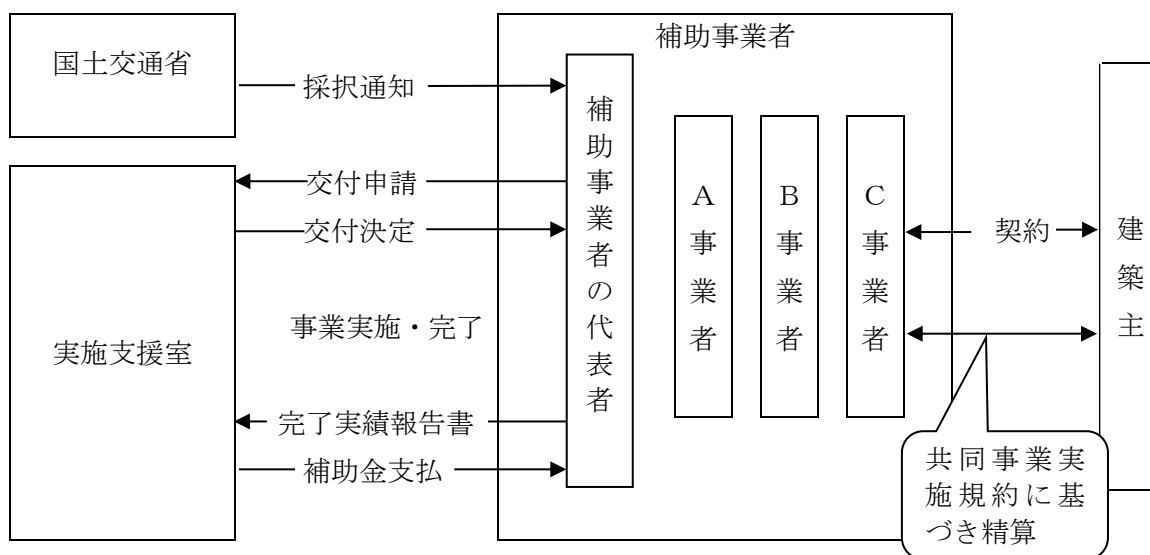 国土交通省
採択通知
実施支援室
交付申請
交付決定
事業実施・完了
完了実績報告書
補助金支払
補助事業者
補助事業者の代表者
A事業者
B事業者
C事業者
契約
建築主
共同事業実
施規約に基
づき精算